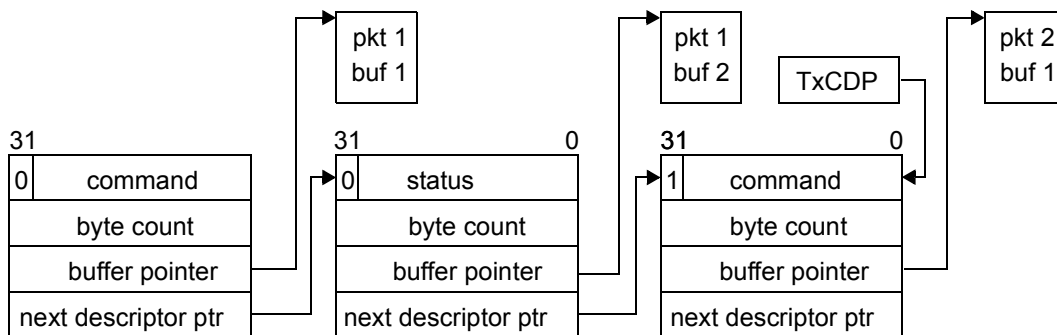 pkt 1
buf 1
pkt 1
buf 2
TxCDP
pkt 2
buf 1
31
31 0
31 0
0 command
byte count
buffer pointer
next descriptor ptr
0 status
byte count
buffer pointer
next descriptor ptr
1 command
byte count
buffer pointer
next descriptor ptr